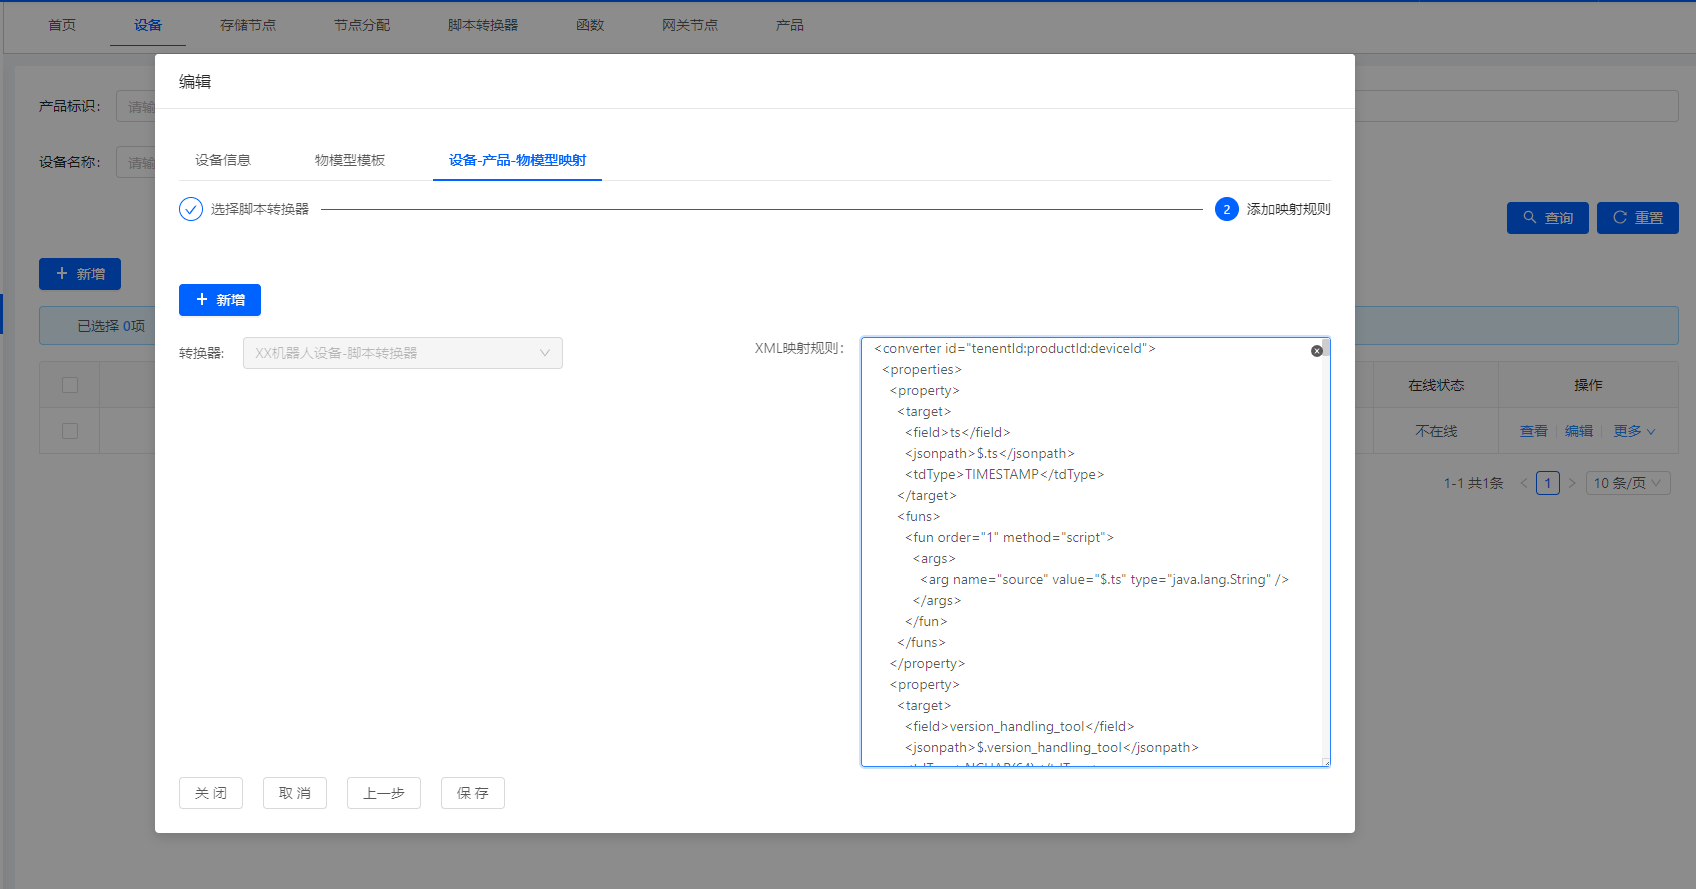 首页 设备 存储节点 节点分配 脚本转换器 函数 网关节点 产品
编辑
产品标识： 请输
设备信息 物模型模板 设备-产品-物模型映射
设备名称： 请输
选择脚本转换器 2 添加映射规则
查询 重置
新增
新增
已选择 0项
转换器: XX机器人设备-脚本转换器
XML映射规则：
<converter id="tenentId:productId:deviceId">
<properties>
<property>
<target>
<field>ts</field>
<jsonpath>$.ts</jsonpath>
<tdType>TIMESTAMP</tdType>
</target>
<funs>
<fun order="1" method="script">
<args>
<arg name="source" value="$.ts" type="java.lang.String" />
</args>
</fun>
</funs>
</property>
<property>
<target>
<field>version_handling_tool</field>
<jsonpath>$.version_handling_tool</jsonpath>
在线状态 操作
不在线 查看 编辑 更多
1-1 共1条 < 1 > 10 条/页
关 闭 取 消 上一步 保 存